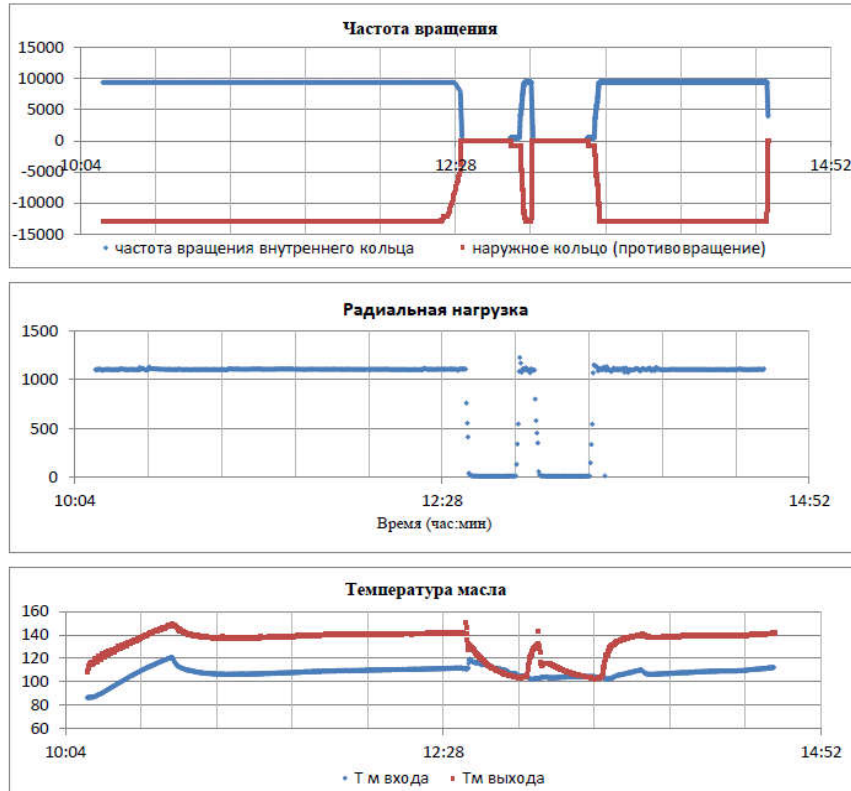 Частота вращения
15000
10000
5000
0
10:04 12:28 14:52
-5000
-10000
-15000
частота вращения внутреннего кольца наружное кольцо (противовращение)
Радиальная нагрузка
1500
1000
500
0
10:04 12:28 14:52
Время (час:мин)
Температура масла
160
140
120
100
80
60
10:04 12:28 14:52
Т м входа Тм выхода